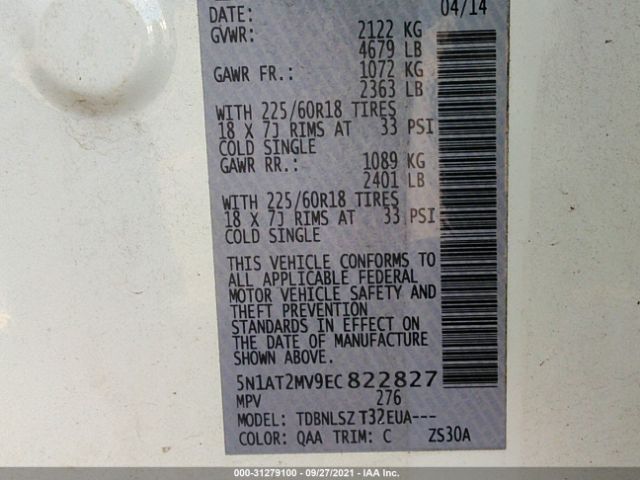 DATE: 04/14
GVWR: 2122 KG
4679 LB
GAWR FR.: 1072 KG
2363 LB
WITH 225/60R18 TIRES
18 X 7J RIMS AT 33 PSI
COLD SINGLE
GAWR RR.: 1089 KG
2401 LB
WITH 225/60R18 TIRES
18 X 7J RIMS AT 33 PSI
COLD SINGLE
THIS VEHICLE CONFORMS TO
ALL APPLICABLE FEDERAL
MOTOR VEHICLE SAFETY AND
THEFT PREVENTION
STANDARDS IN EFFECT ON
THE DATE OF MANUFACTURE
SHOWN ABOVE
5N1AT2MV9EC822827
MPV 276
MODEL: TDBNLSZ T32EUA---
COLOR: QAA TRIM: C ZS30A
000-31279100 - 09/27/2021 - IAA Inc.